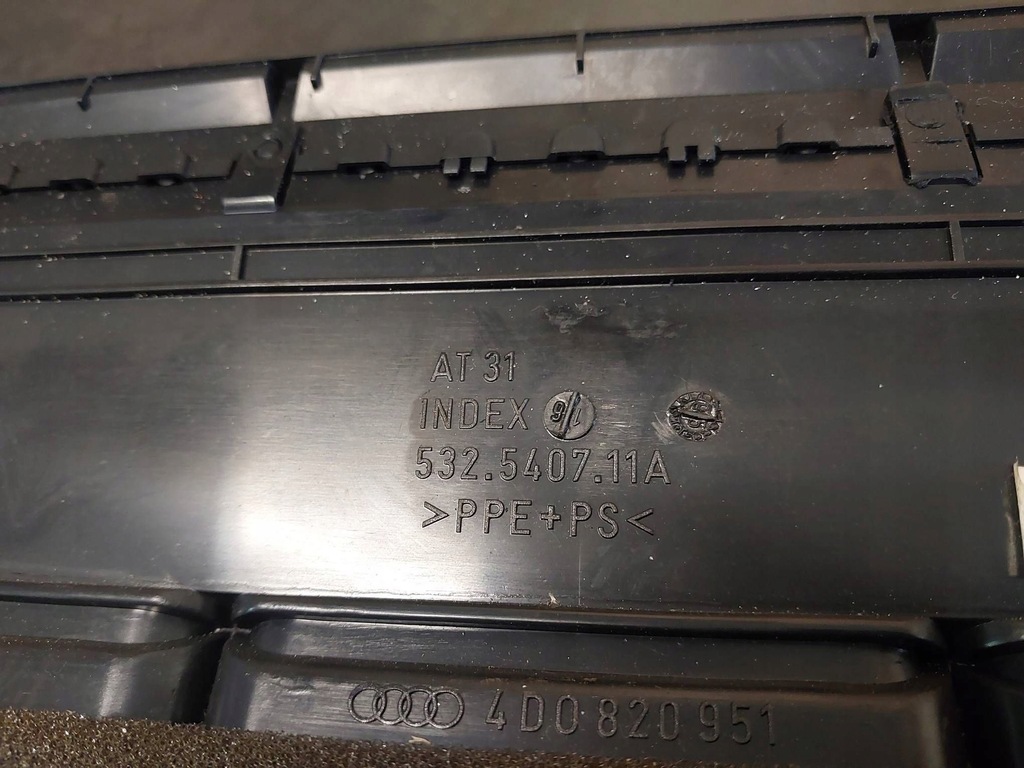 AT 31
INDEX
532.5407.11A
>PPE+PS<
4D0 820 951